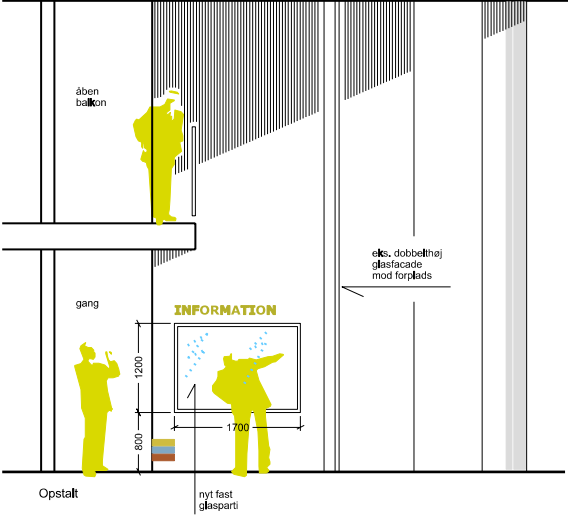 åben
balkon
eks. dobbelthøj
glasfacade
mod forplads
gang
INFORMATION
1200
1700
800
Opstalt
nyt fast
glasparti